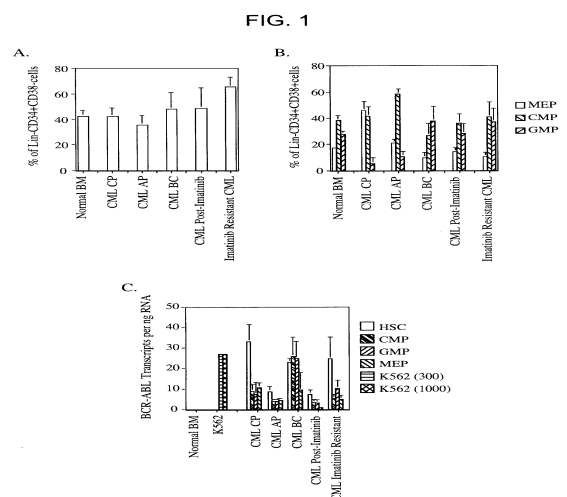 FIG. 1
A.
% of Lin-CD34+CD38-cells
80
60
40
20
0
Normal BM
CML CP
CML AP
CML BC
CML Post-Imatinib
Imatinib Resistant CML
B.
% of Lin-CD34+CD38+cells
80
60
40
20
0
Normal BM
CML CP
CML AP
CML BC
CML Post-Imatinib
Imatinib Resistant CML
MEP
CMP
GMP
C.
BCR-ABL Transcripts per ng RNA
50
40
30
20
10
0
Normal BM
K562
CML CP
CML AP
CML BC
CML Post-Imatinib
CML Imatinib Resistant
HSC
CMP
GMP
MEP
K562 (300)
K562 (1000)